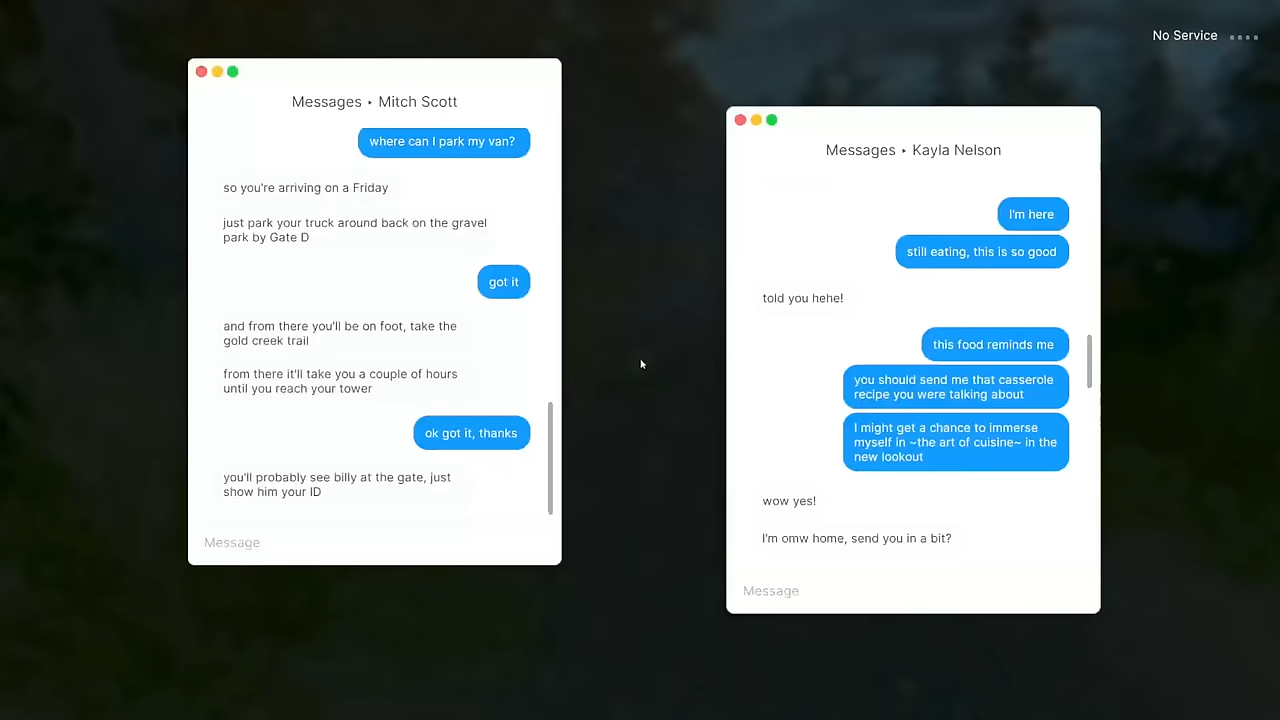 No Service
Messages ‣ Mitch Scott
where can I park my van?
so you're arriving on a Friday
just park your truck around back on the gravel
park by Gate D
got it
and from there you'll be on foot, take the
gold creek trail
from there it'll take you a couple of hours
until you reach your tower
ok got it, thanks
you'll probably see billy at the gate, just
show him your ID
Message
Messages ‣ Kayla Nelson
I'm here
still eating, this is so good
told you hehe!
this food reminds me
you should send me that casserole
recipe you were talking about
I might get a chance to immerse
myself in ~the art of cuisine~ in the
new lookout
wow yes!
I'm omw home, send you in a bit?
Message